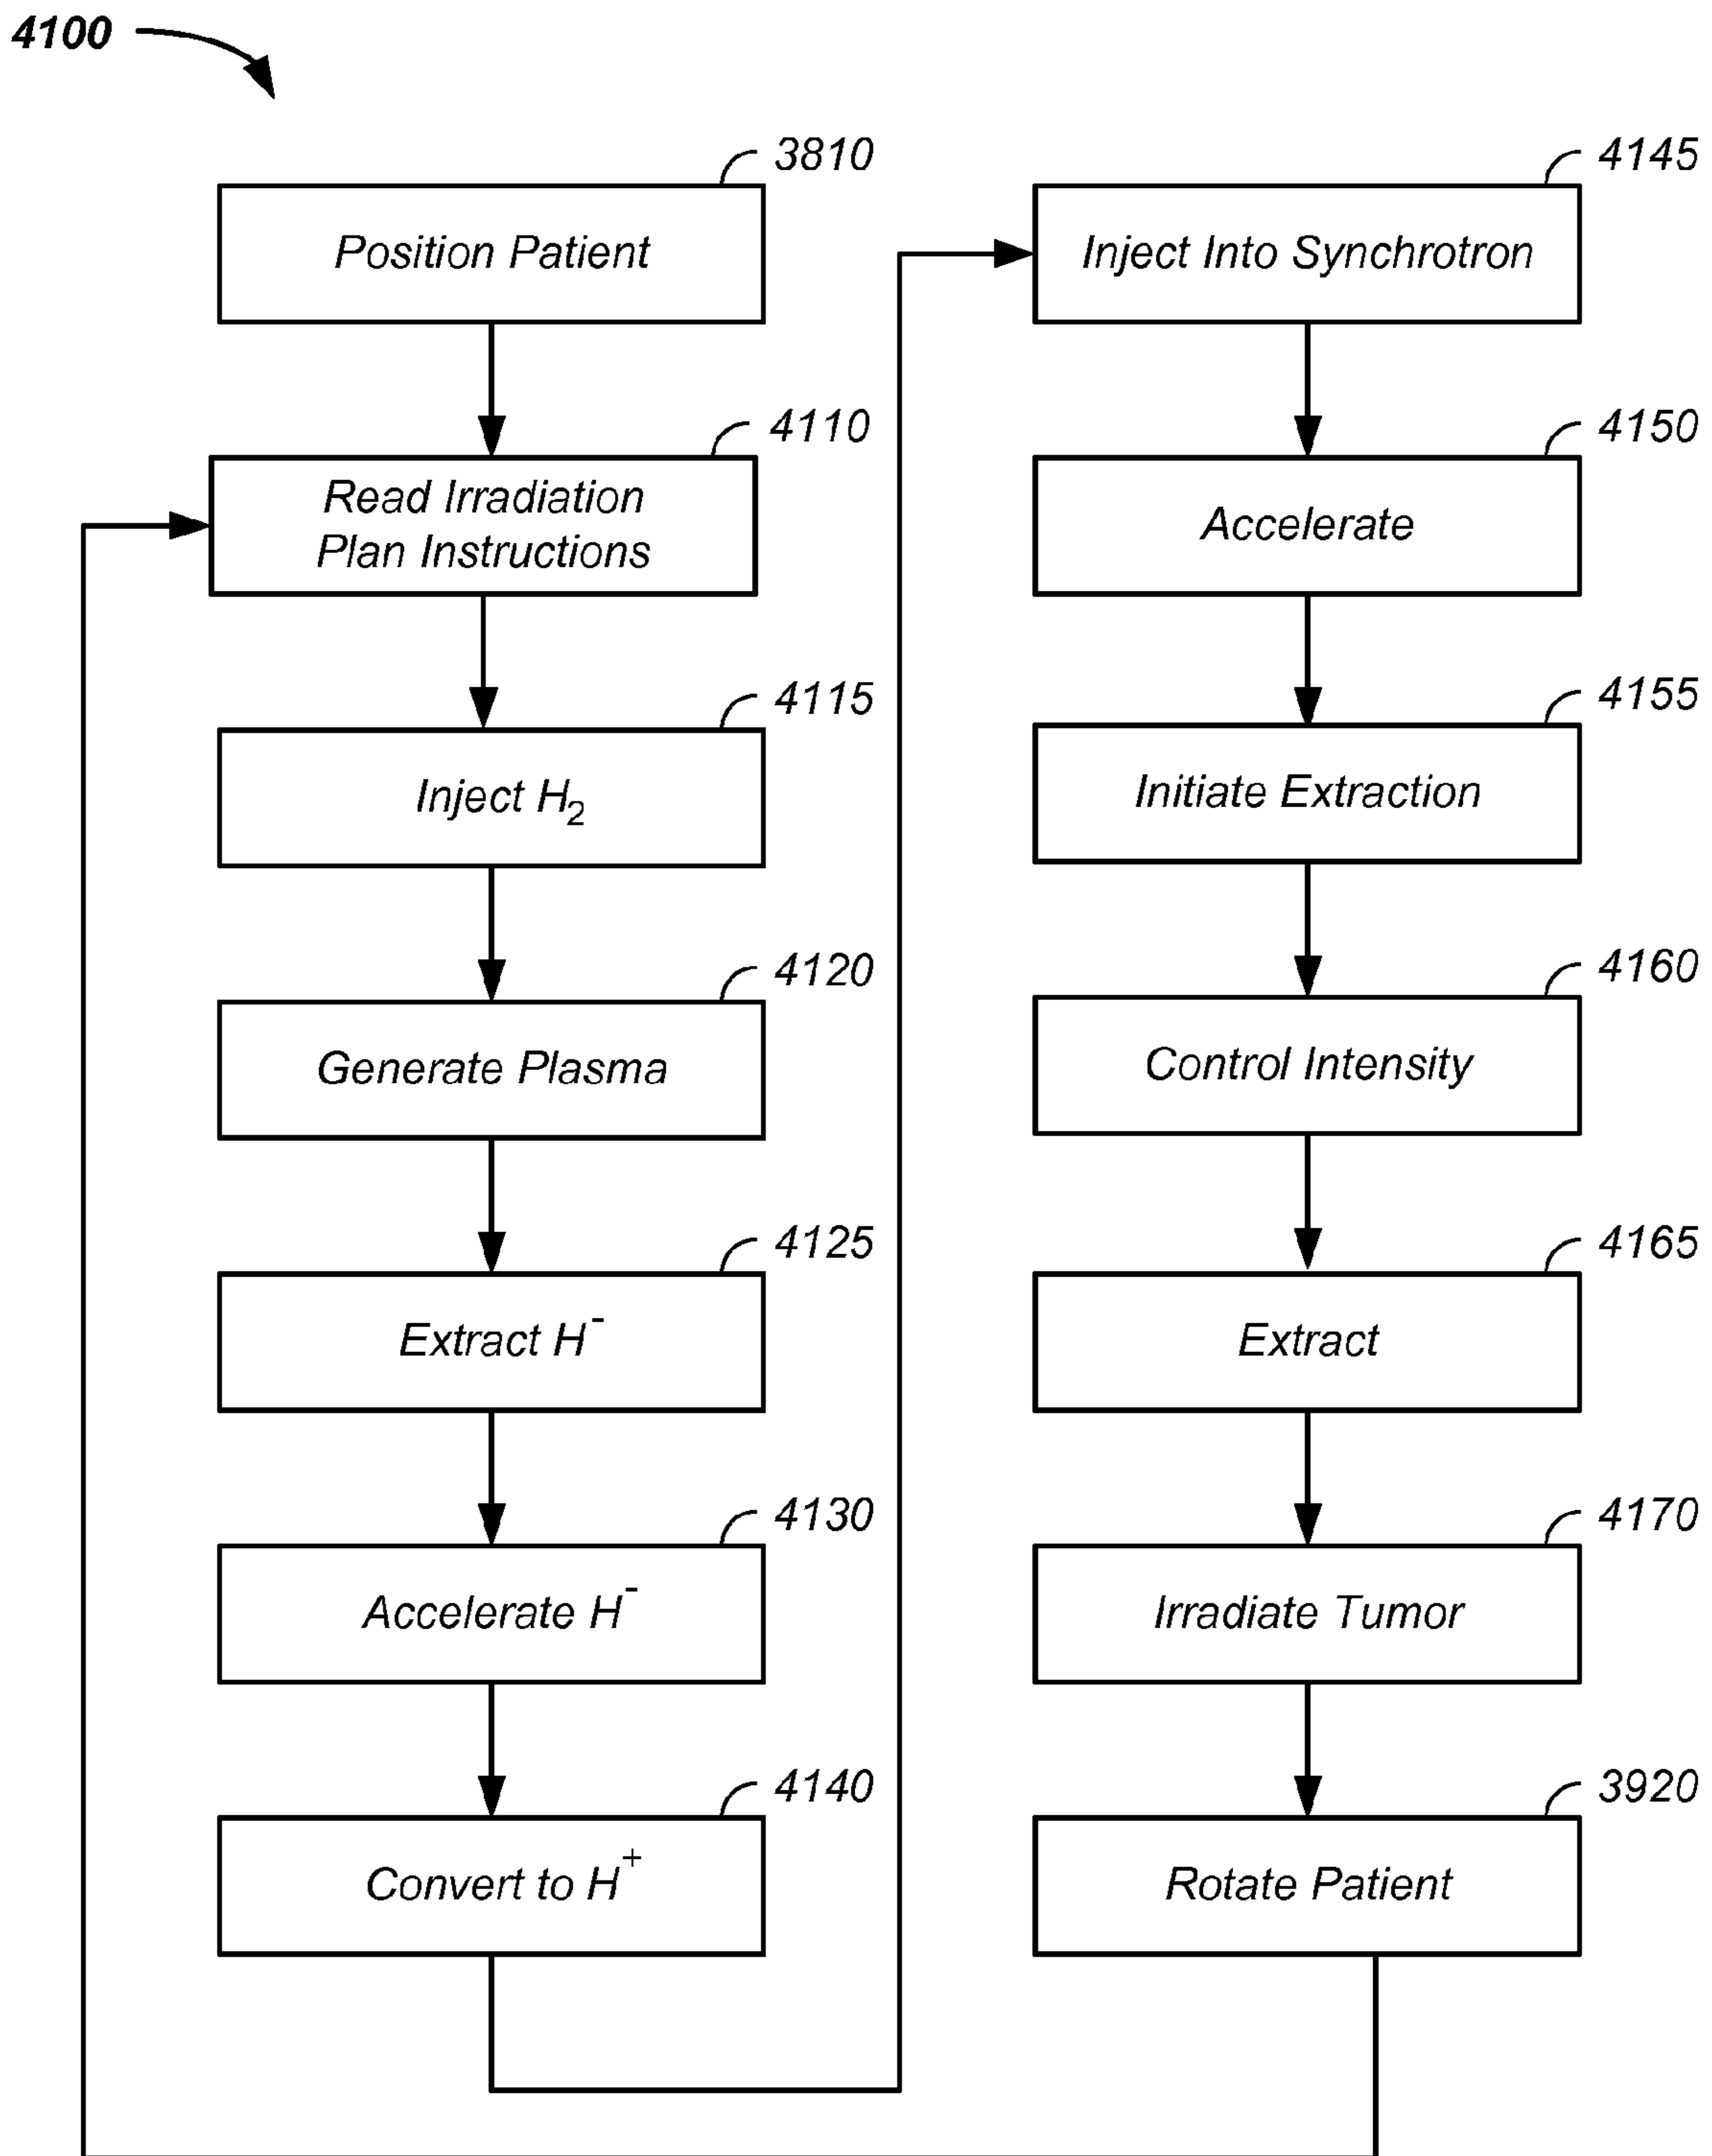 4100
3810
Position Patient
4110
Read Irradiation
Plan Instructions
4115
Inject H₂
4120
Generate Plasma
4125
Extract H⁻
4130
Accelerate H⁻
4140
Convert to H⁺
4145
Inject Into Synchrotron
4150
Accelerate
4155
Initiate Extraction
4160
Control Intensity
4165
Extract
4170
Irradiate Tumor
3920
Rotate Patient